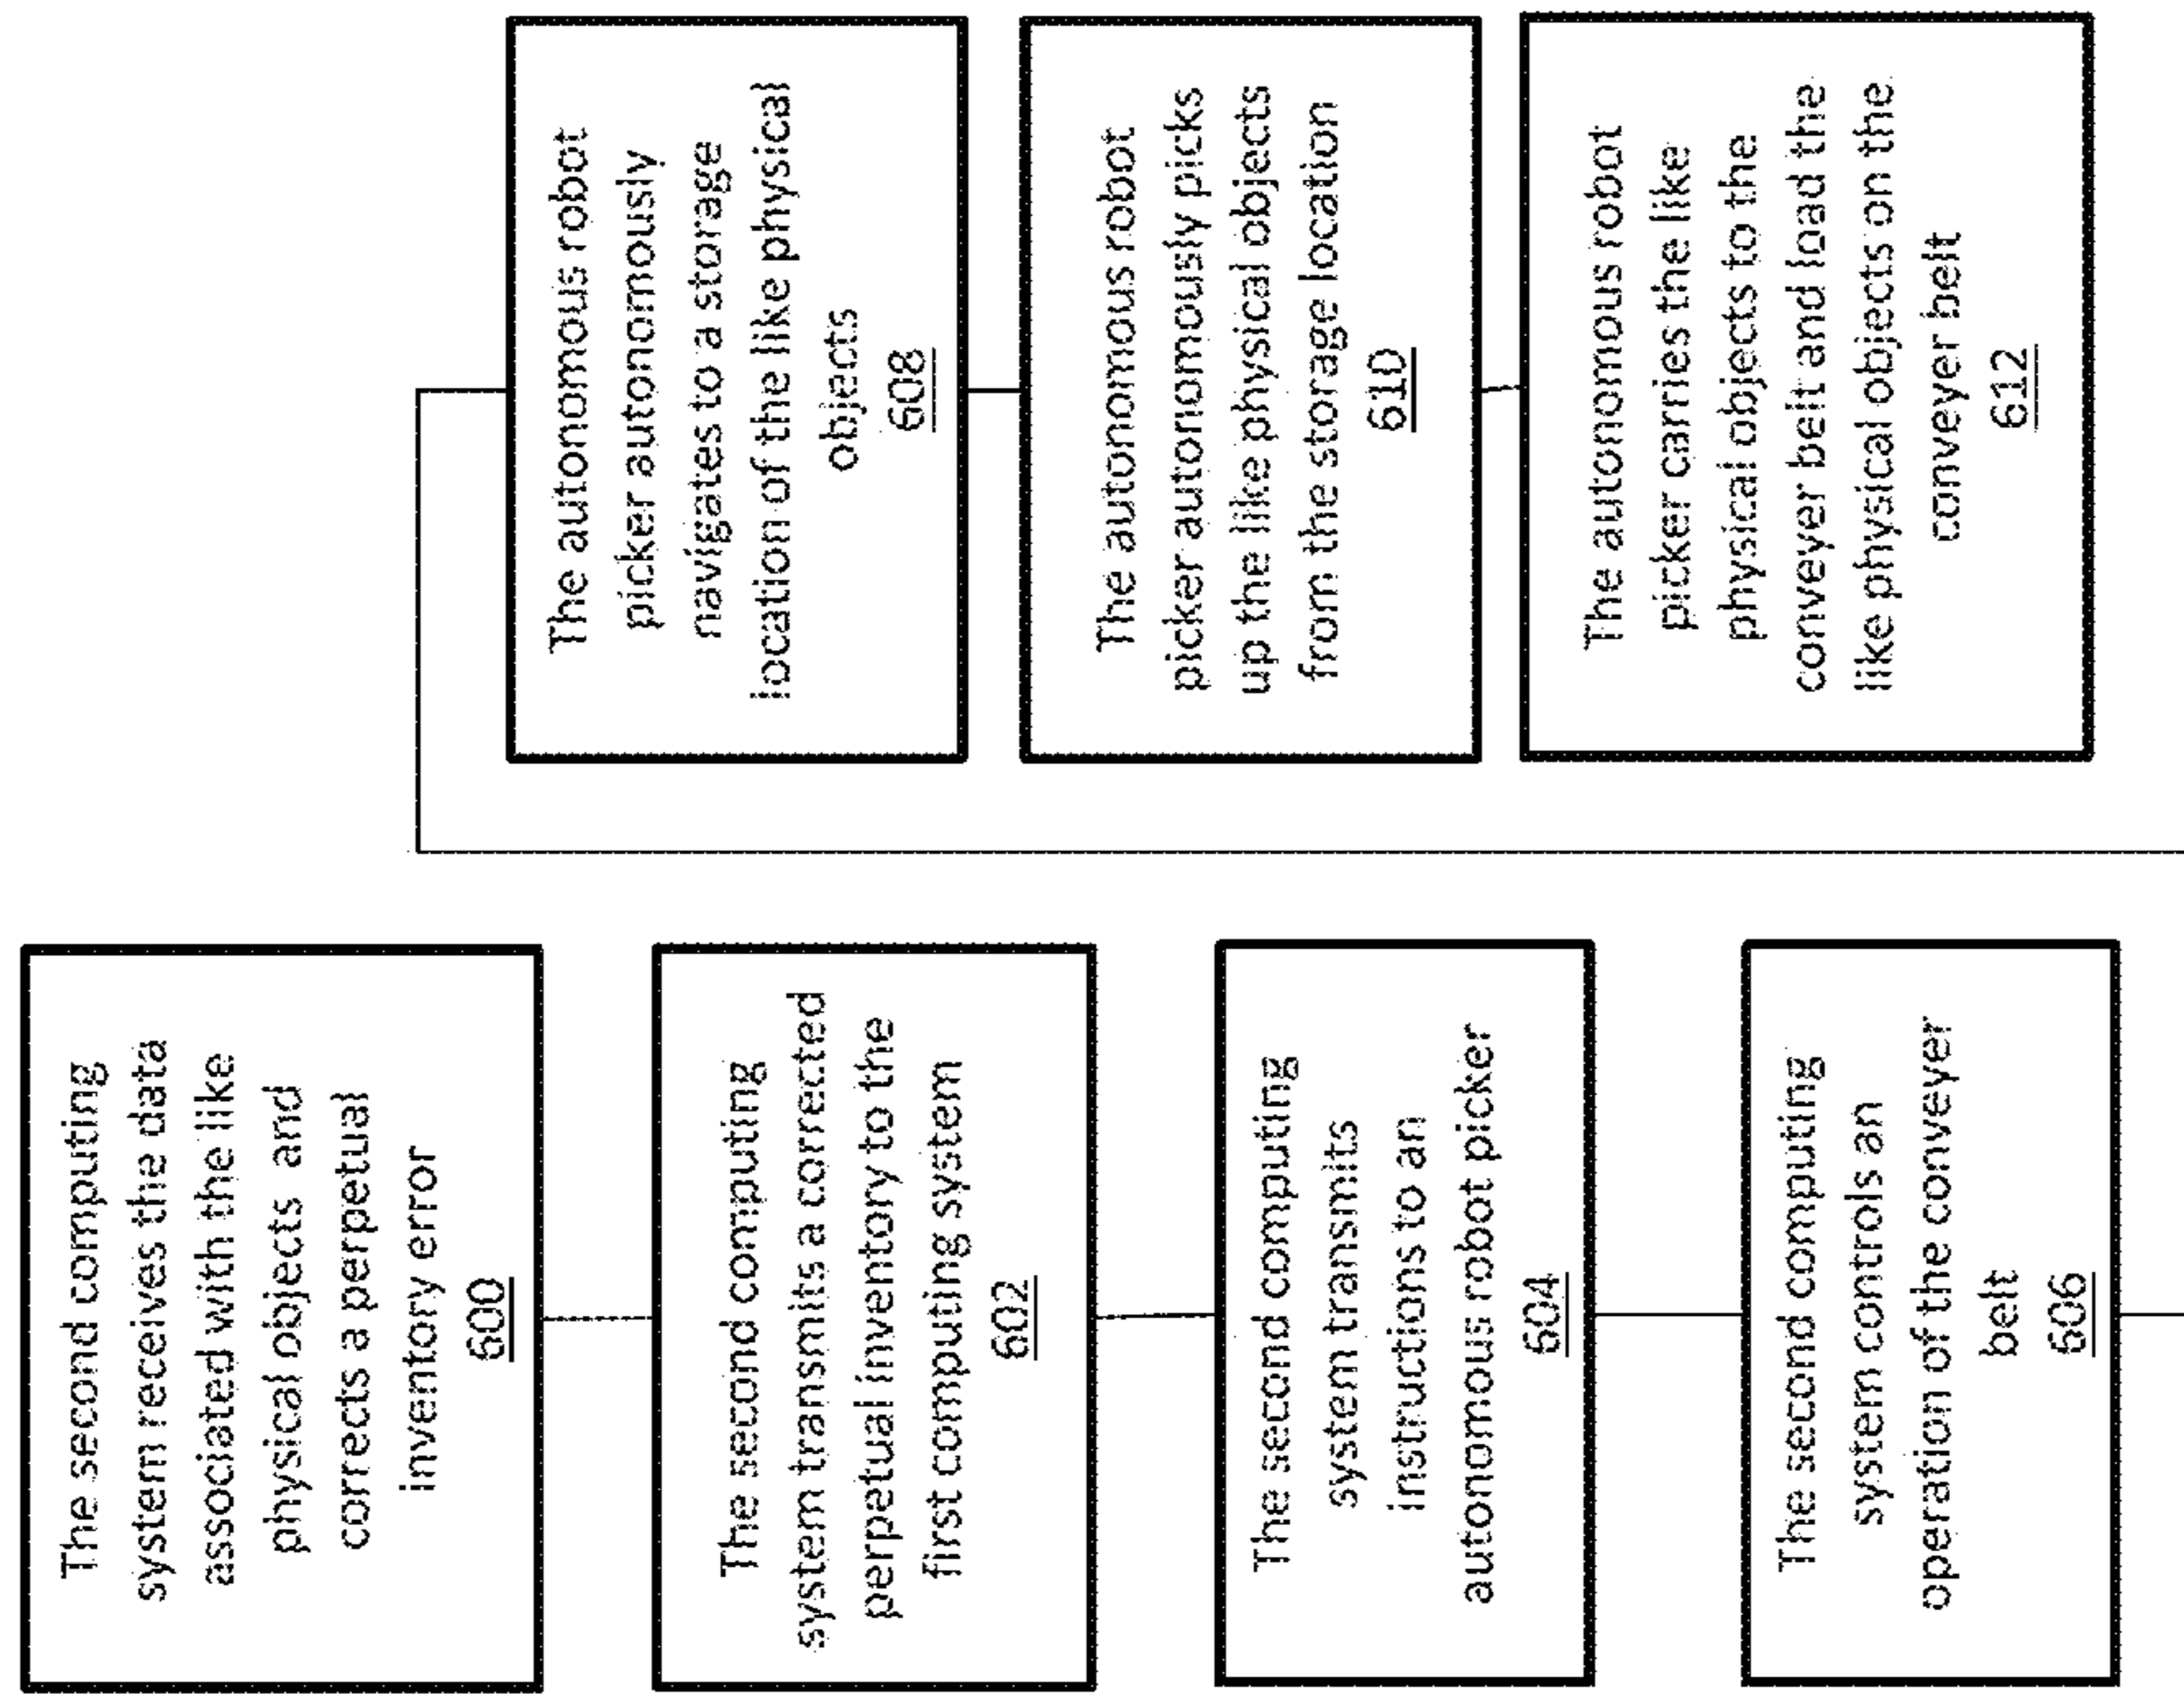 The second computing
system receives the data
associated with the like
physical objects and
corrects a perpetual
inventory error
600
The second computing
system transmits a corrected
perpetual inventory to the
first computing system
602
The second computing
system transmits
instructions to an
autonomous robot picker
604
The second computing
system controls an
operation of the conveyer
belt
606
The autonomous robot
picker autonomously
navigates to a storage
location of the like physical
objects
608
The autonomous robot
picker autonomously picks
up the like physical objects
from the storage location
610
The autonomous robot
picker carries the like
physical objects to the
conveyer belt and load the
like physical objects on the
conveyer belt
612